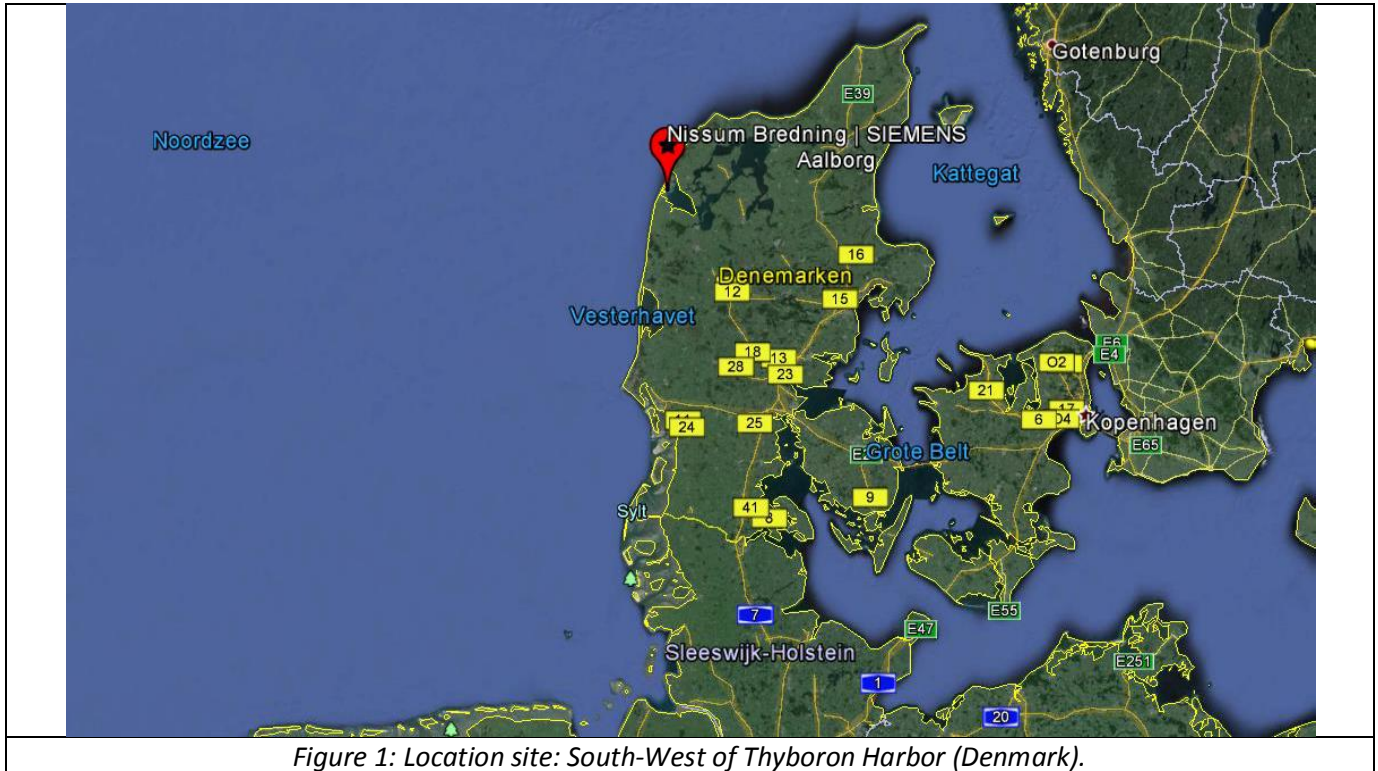 Gotenburg
E39
Nissum Bredning | SIEMENS
Noordzee
Aalborg
Kattegat
16
Denemarken
12
15
Vesterhavet
E6
E4
18
13
O2
28
23
21
24
25
6
Kopenhagen
E65
Grote Belt
9
41
Sylt
7
E55
E47
Sleeswijk-Holstein
E251
1
20
Figure 1: Location site: South-West of Thyboron Harbor (Denmark).